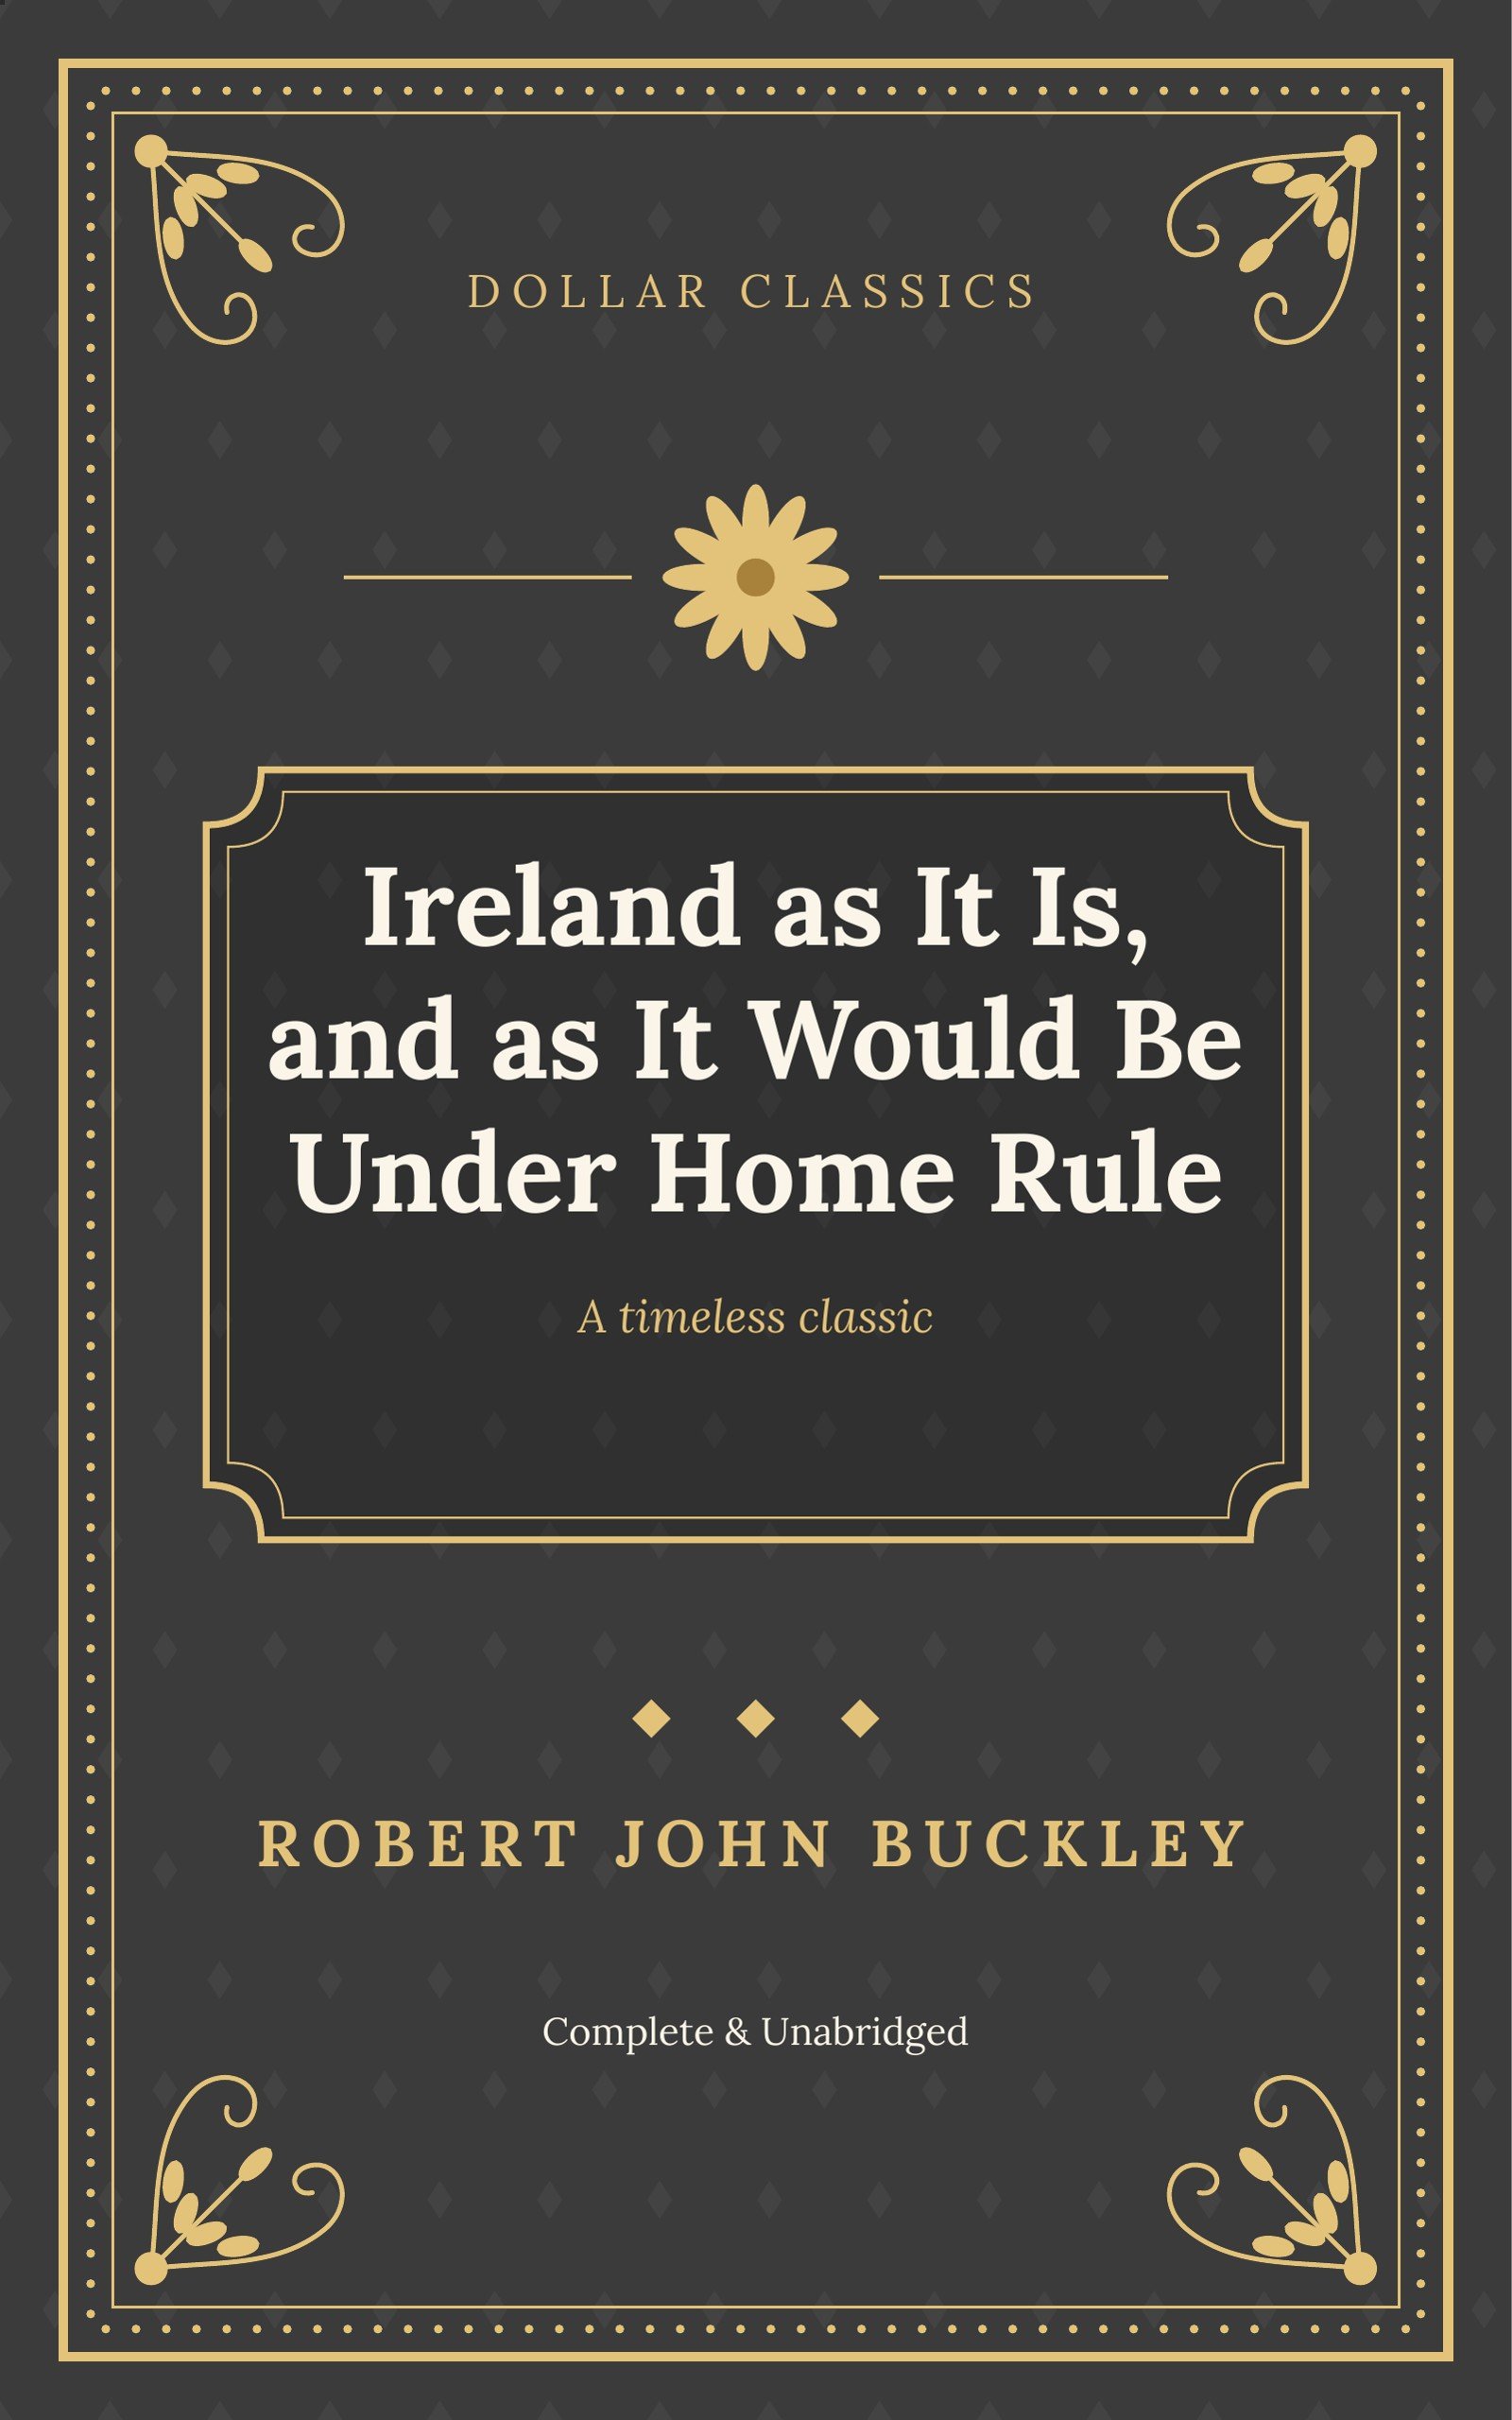 DOLLAR CLASSICS
Ireland as It Is,
and as It Would Be
Under Home Rule
A timeless classic
ROBERT JOHN BUCKLEY
Complete & Unabridged